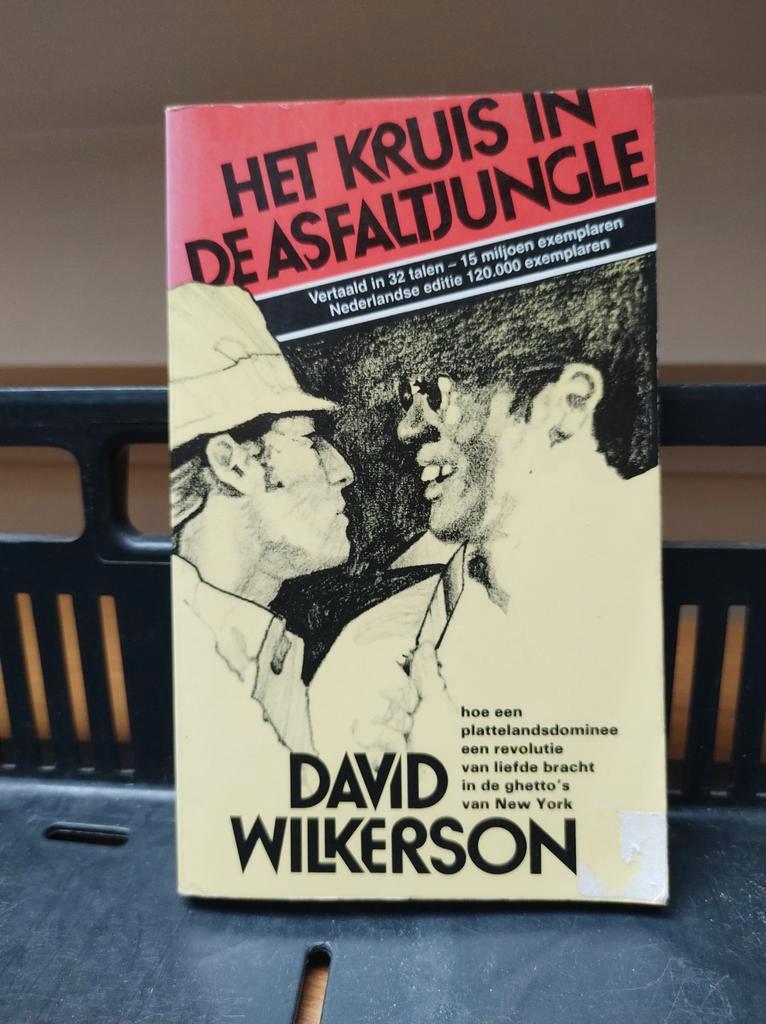 HET KRUIS IN
DE ASFALTJUNGLE
Vertaald in 32 talen – 15 miljoen exemplaren
Nederlandse editie 120.000 exemplaren
hoe een
plattelandsdominee
een revolutie
van liefde bracht
in de ghetto's
van New York
DAVID
WILKERSON